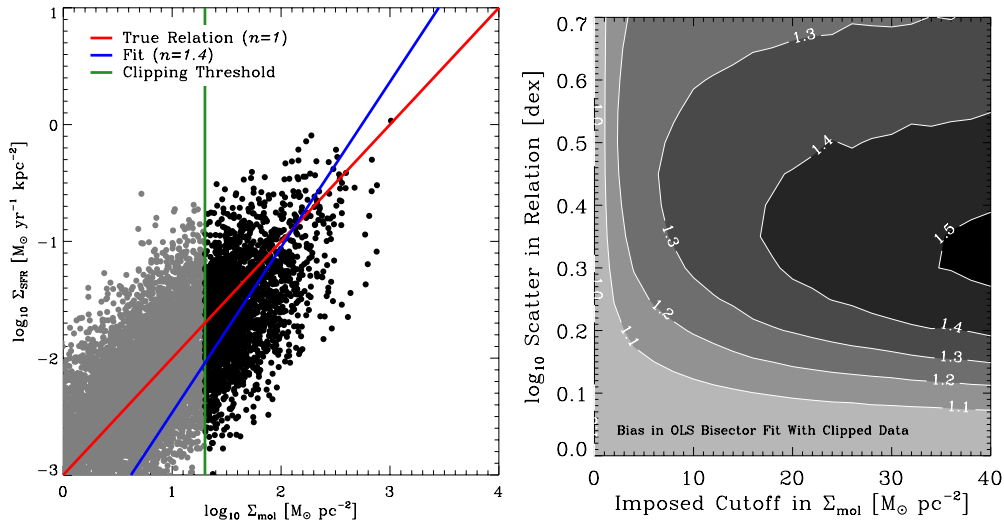 True Relation (n=1)
Fit (n=1.4)
Clipping Threshold
1
0
−1
−2
−3
log₁₀ Σ_SFR [M⊙ yr⁻¹ kpc⁻²]
0 1 2 3 4
log₁₀ Σ_mol [M⊙ pc⁻²]
0.7
0.6
0.5
0.4
0.3
0.2
0.1
0.0
log₁₀ Scatter in Relation [dex]
1.3
1.4
1.5
1.3
1.2
1.1
1.4
1.3
1.2
1.1
Bias in OLS Bisector Fit With Clipped Data
0 10 20 30 40
Imposed Cutoff in Σ_mol [M⊙ pc⁻²]